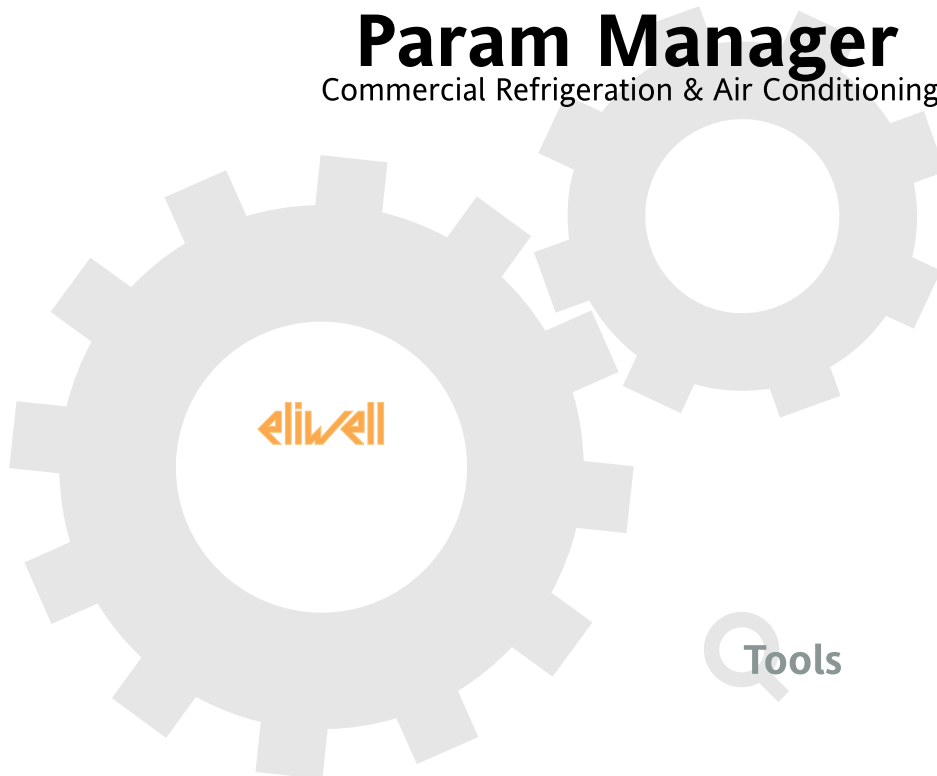 Param Manager
Commercial Refrigeration & Air Conditioning
eliwell
Tools